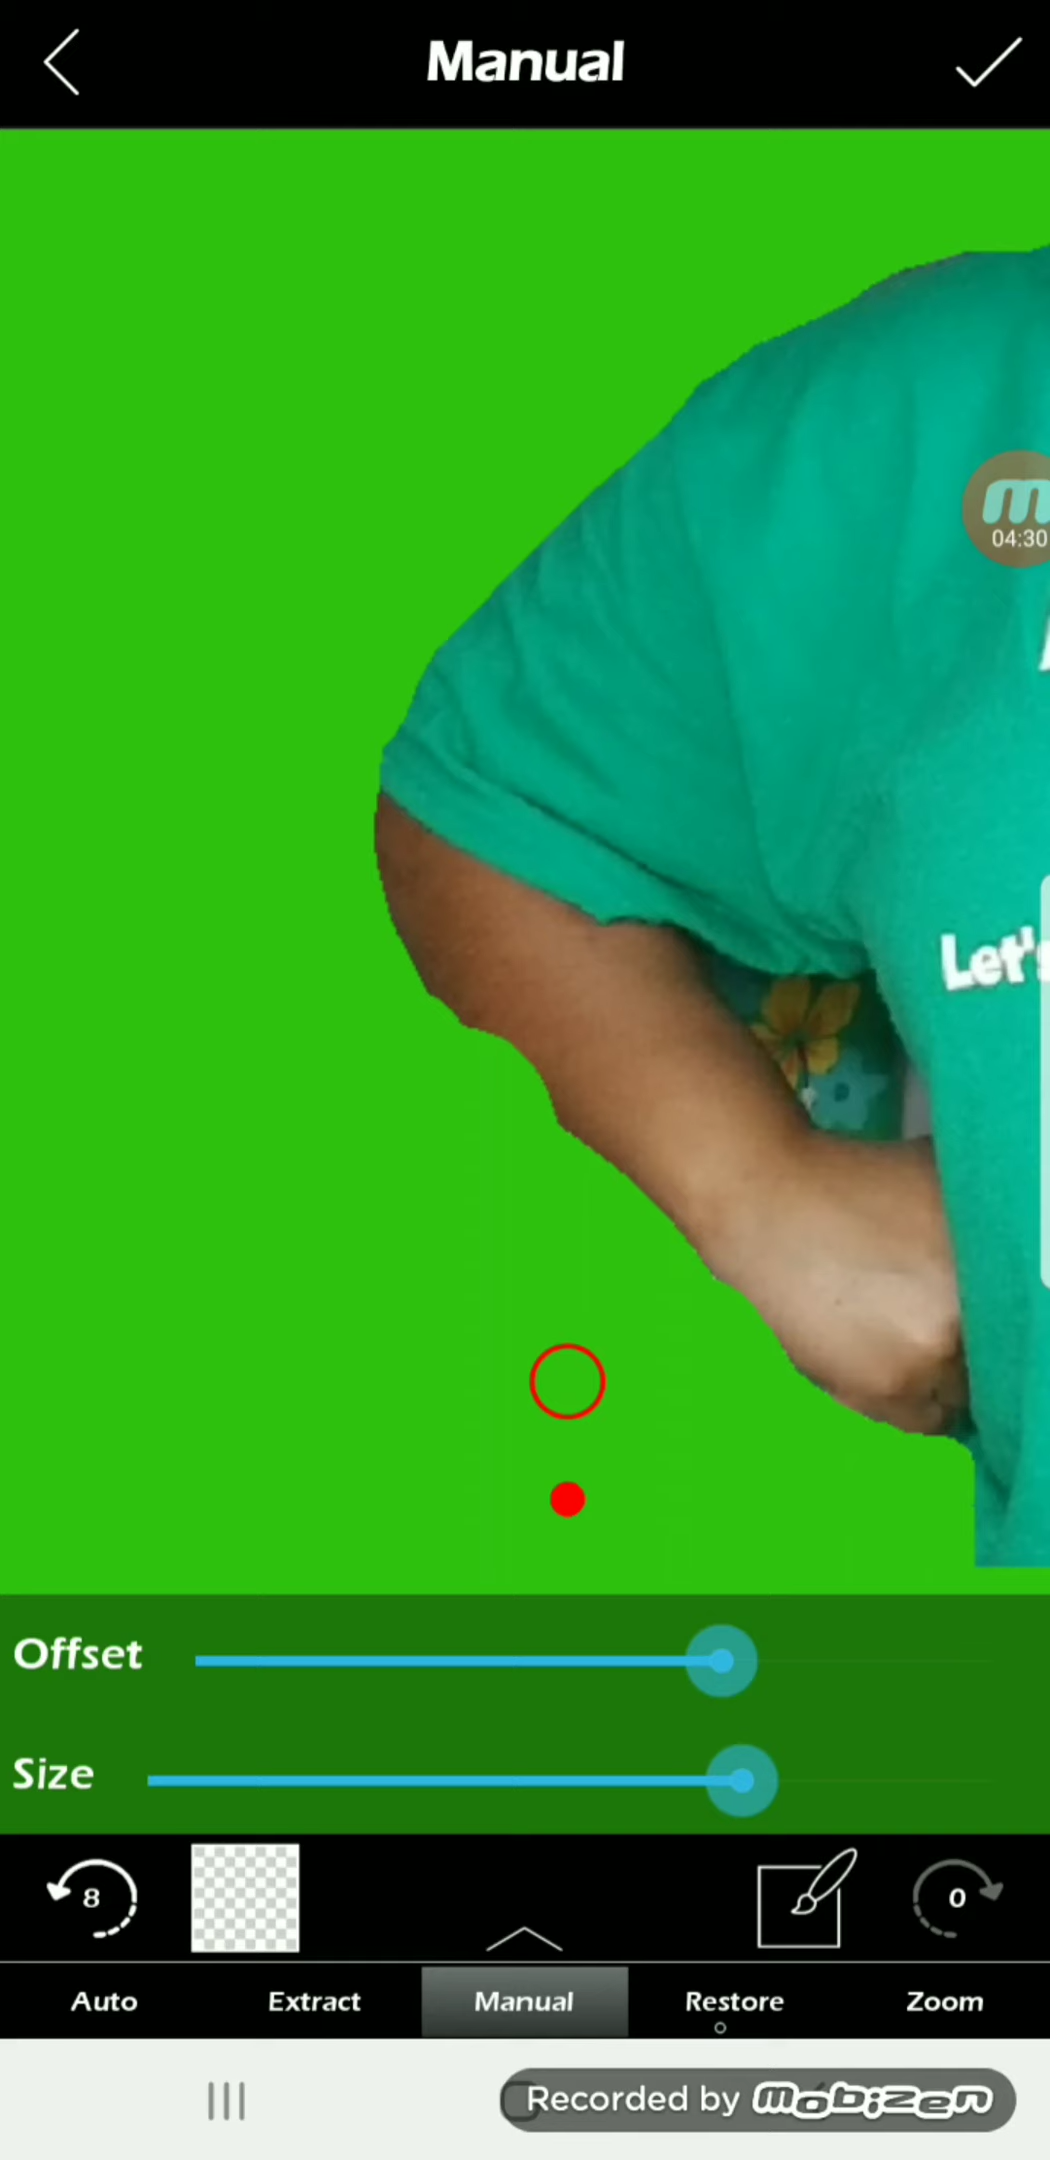 Manual
m
04:30
Let's
Offset
Size
8
0
Auto
Extract
Manual
Restore
Zoom
Recorded by mobizen